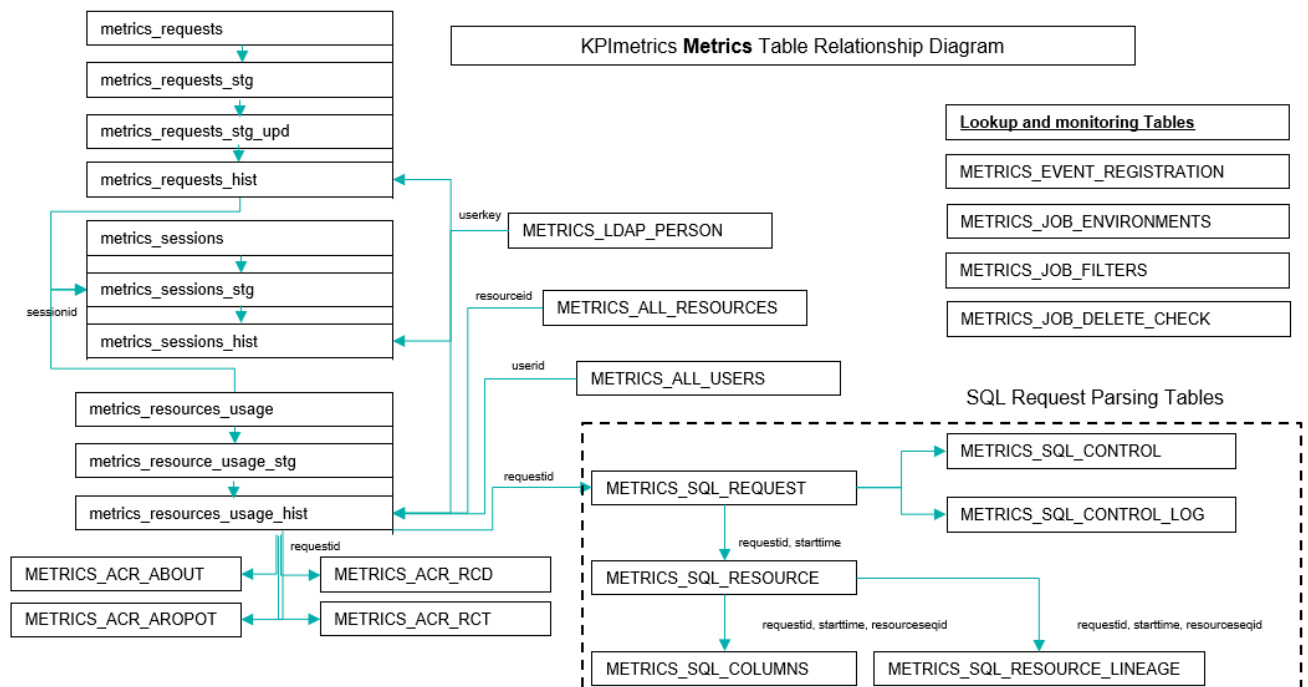 metrics_requests
KPImetrics Metrics Table Relationship Diagram
metrics_requests_stg
metrics_requests_stg_upd
Lookup and monitoring Tables
metrics_requests_hist
METRICS_EVENT_REGISTRATION
userkey
METRICS_LDAP_PERSON
METRICS_JOB_ENVIRONMENTS
metrics_sessions
METRICS_JOB_FILTERS
metrics_sessions_stg
resourceid
METRICS_ALL_RESOURCES
sessionid
METRICS_JOB_DELETE_CHECK
metrics_sessions_hist
userid
METRICS_ALL_USERS
SQL Request Parsing Tables
metrics_resources_usage
metrics_resource_usage_stg
METRICS_SQL_CONTROL
requestid
METRICS_SQL_REQUEST
metrics_resources_usage_hist
METRICS_SQL_CONTROL_LOG
requestid
requestid, starttime
METRICS_ACR_ABOUT
METRICS_ACR_RCD
METRICS_SQL_RESOURCE
METRICS_ACR_AROPOT
METRICS_ACR_RCT
requestid, starttime, resourceseqid
requestid, starttime, resourceseqid
METRICS_SQL_COLUMNS
METRICS_SQL_RESOURCE_LINEAGE